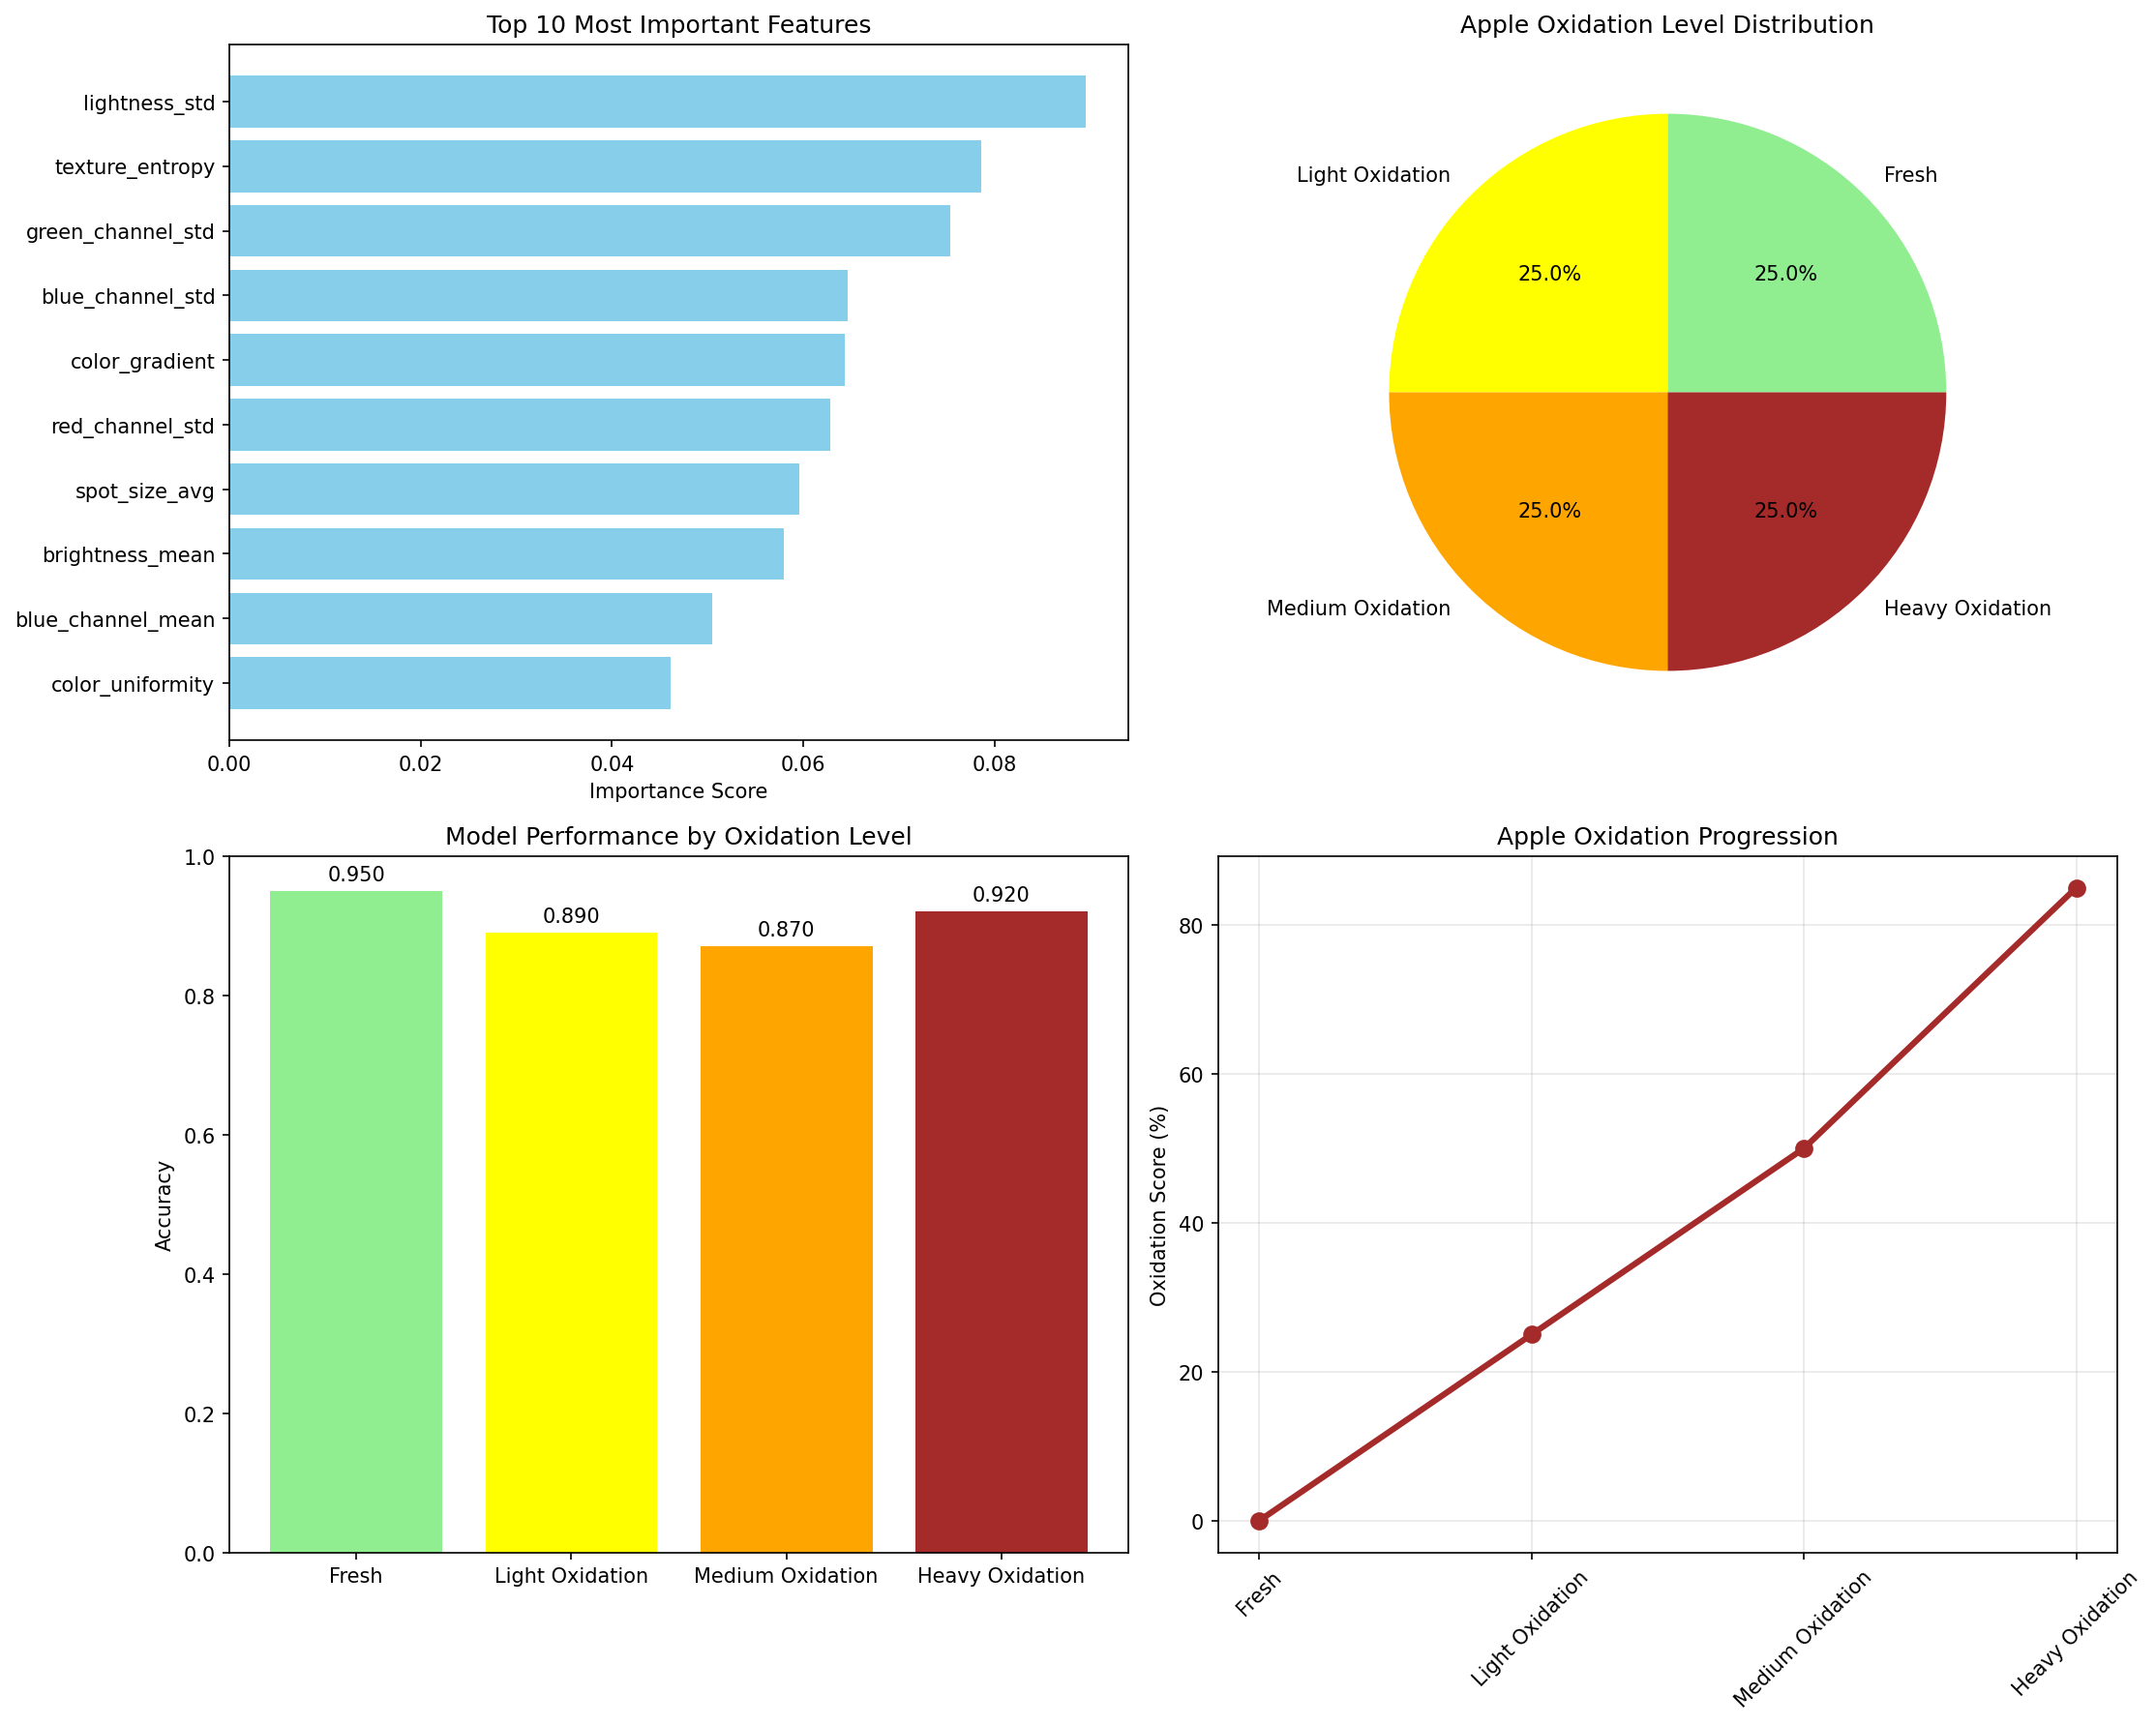 Top 10 Most Important Features
lightness_std
texture_entropy
green_channel_std
blue_channel_std
color_gradient
red_channel_std
spot_size_avg
brightness_mean
blue_channel_mean
color_uniformity
0.00 0.02 0.04 0.06 0.08
Importance Score
Apple Oxidation Level Distribution
Light Oxidation
Fresh
25.0% 25.0%
25.0% 25.0%
Medium Oxidation
Heavy Oxidation
Model Performance by Oxidation Level
1.0
0.8
0.6
0.4
0.2
0.0
Accuracy
0.950
0.890
0.870
0.920
Fresh Light Oxidation Medium Oxidation Heavy Oxidation
Apple Oxidation Progression
80
60
40
20
0
Oxidation Score (%)
Fresh
Light Oxidation
Medium Oxidation
Heavy Oxidation